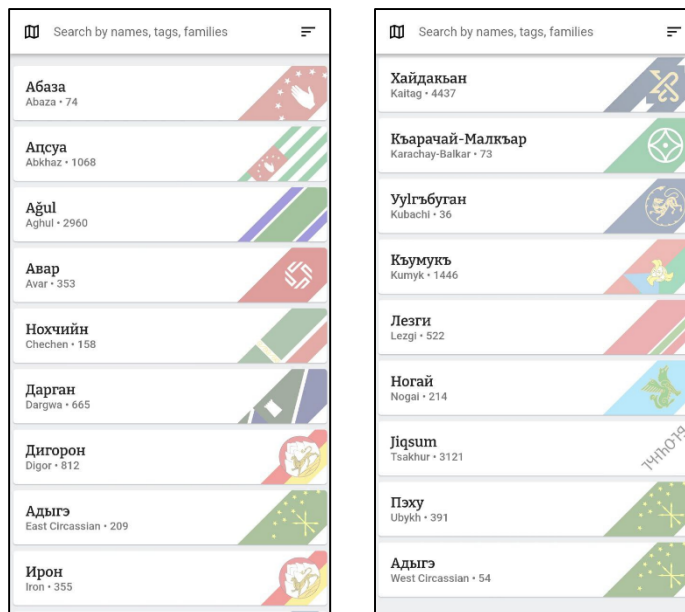 Search by names, tags, families
Абаза
Abaza • 74
Аҧсуа
Abkhaz • 1068
Ağul
Aghul • 2960
Авар
Avar • 353
Нохчийн
Chechen • 158
Дарган
Dargwa • 665
Дигорон
Digor • 812
Адыгэ
East Circassian • 209
Ирон
Iron • 355
Search by names, tags, families
Хайдакьан
Kaitag • 4437
Къарачай-Малкъар
Karachay-Balkar • 73
УгIугъбуган
Kubachi • 36
Къумукъ
Kumyk • 1446
Лезги
Lezgi • 522
Ногай
Nogai • 214
Jiqsum
Tsakhur • 3121
Пэху
Ubykh • 391
Адыгэ
West Circassian • 54